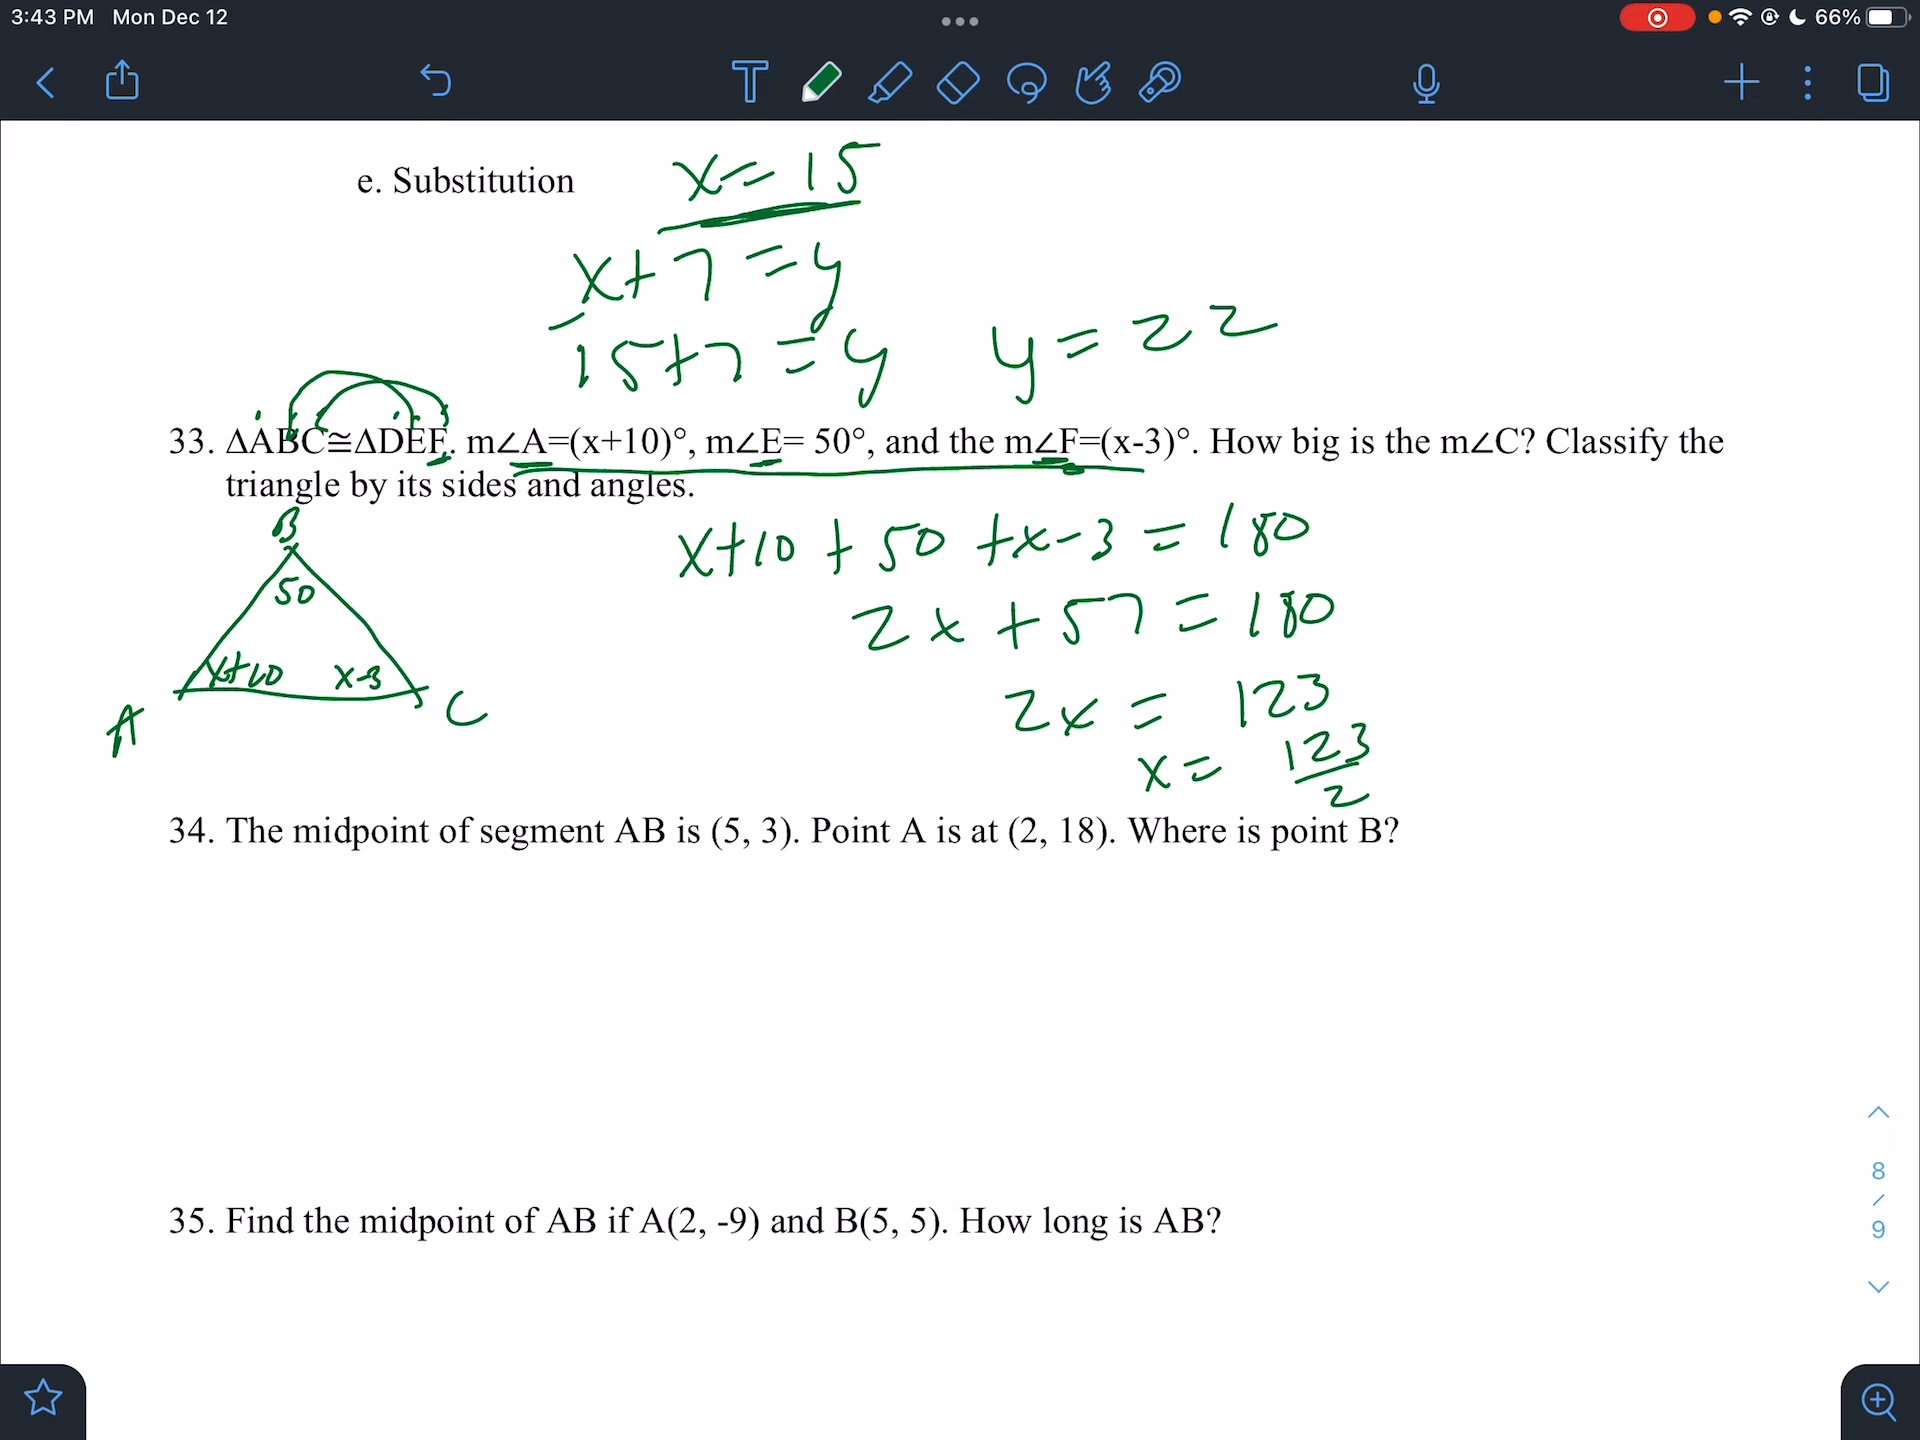 3:43 PM Mon Dec 12
66%
e. Substitution
x = 15
x + 7 = y
15 + 7 = y y = 22
33. ΔABC≅ΔDEF. m∠A=(x+10)°, m∠E= 50°, and the m∠F=(x-3)°. How big is the m∠C? Classify the
triangle by its sides and angles.
B
50
x+10 x-3
A C
x+10 + 50 + x-3 = 180
2x + 57 = 180
2x = 123
x = 123/2
34. The midpoint of segment AB is (5, 3). Point A is at (2, 18). Where is point B?
35. Find the midpoint of AB if A(2, -9) and B(5, 5). How long is AB?
8
/
9